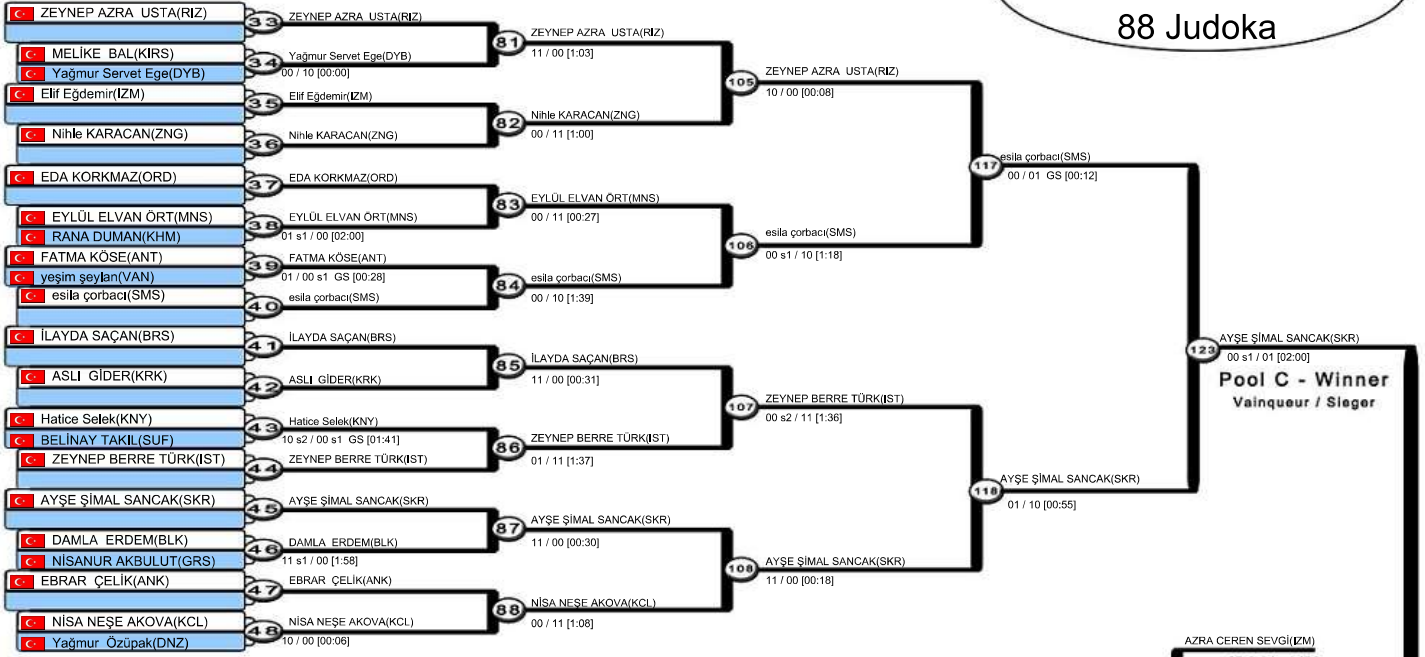 88 Judoka
ZEYNEP AZRA USTA(RIZ)
MELİKE BAL(KIRS)
Yağmur Servet Ege(DYB)
Elif Eğdemir(IZM)
Nihle KARACAN(ZNG)
EDA KORKMAZ(ORD)
EYLÜL ELVAN ÖRT(MNS)
RANA DUMAN(KHM)
FATMA KÖSE(ANT)
yeşim şeylan(VAN)
esila çorbacı(SMS)
İLAYDA SAÇAN(BRS)
ASLI GİDER(KRK)
Hatice Selek(KNY)
BELİNAY TAKIL(SUF)
ZEYNEP BERRE TÜRK(IST)
AYŞE ŞİMAL SANCAK(SKR)
DAMLA ERDEM(BLK)
NİSANUR AKBULUT(GRS)
EBRAR ÇELİK(ANK)
NİSA NEŞE AKOVA(KCL)
Yağmur Özüpak(DNZ)
33 ZEYNEP AZRA USTA(RIZ)
34 Yağmur Servet Ege(DYB)
00 / 10 [00:00]
35 Elif Eğdemir(IZM)
36 Nihle KARACAN(ZNG)
37 EDA KORKMAZ(ORD)
38 EYLÜL ELVAN ÖRT(MNS)
01 s1 / 00 [02:00]
39 FATMA KÖSE(ANT)
01 / 00 s1 GS [00:28]
40 esila çorbacı(SMS)
41 İLAYDA SAÇAN(BRS)
42 ASLI GİDER(KRK)
43 Hatice Selek(KNY)
10 s2 / 00 s1 GS [01:41]
44 ZEYNEP BERRE TÜRK(IST)
45 AYŞE ŞİMAL SANCAK(SKR)
46 DAMLA ERDEM(BLK)
11 s1 / 00 [1:58]
47 EBRAR ÇELİK(ANK)
48 NİSA NEŞE AKOVA(KCL)
10 / 00 [00:06]
81 ZEYNEP AZRA USTA(RIZ)
11 / 00 [1:03]
82 Nihle KARACAN(ZNG)
00 / 11 [1:00]
83 EYLÜL ELVAN ÖRT(MNS)
00 / 11 [00:27]
84 esila çorbacı(SMS)
00 / 10 [1:39]
85 İLAYDA SAÇAN(BRS)
11 / 00 [00:31]
86 ZEYNEP BERRE TÜRK(IST)
01 / 11 [1:37]
87 AYŞE ŞİMAL SANCAK(SKR)
11 / 00 [00:30]
88 NİSA NEŞE AKOVA(KCL)
00 / 11 [1:08]
105 ZEYNEP AZRA USTA(RIZ)
10 / 00 [00:08]
106 esila çorbacı(SMS)
00 s1 / 10 [1:18]
107 ZEYNEP BERRE TÜRK(IST)
00 s2 / 11 [1:36]
108 AYŞE ŞİMAL SANCAK(SKR)
11 / 00 [00:18]
117 esila çorbacı(SMS)
00 / 01 GS [00:12]
118 AYŞE ŞİMAL SANCAK(SKR)
01 / 10 [00:55]
123 AYŞE ŞİMAL SANCAK(SKR)
00 s1 / 01 [02:00]
Pool C - Winner
Vainqueur / Sieger
AZRA CEREN SEVGİ(IZM)